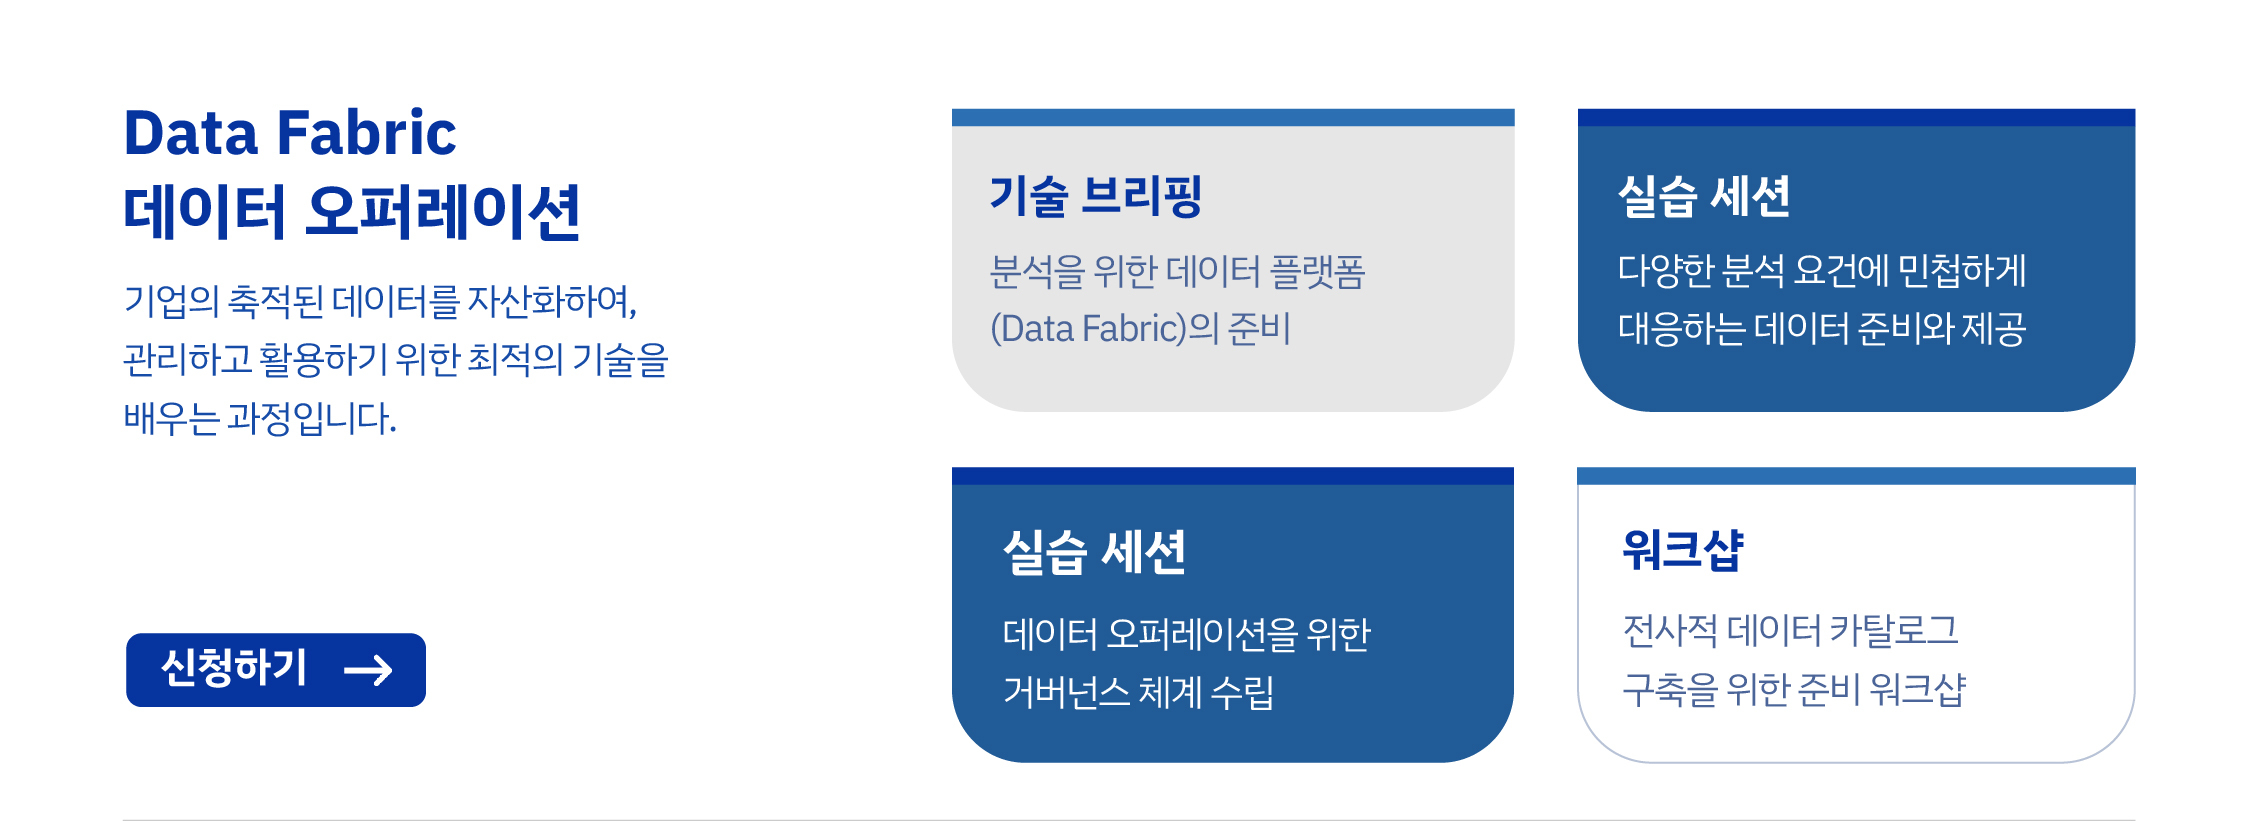 Data Fabric
데이터 오퍼레이션
기업의 축적된 데이터를 자산화하여,
관리하고 활용하기 위한 최적의 기술을
배우는 과정입니다.
신청하기 →
기술 브리핑
분석을 위한 데이터 플랫폼
(Data Fabric)의 준비
실습 세션
다양한 분석 요건에 민첩하게
대응하는 데이터 준비와 제공
실습 세션
데이터 오퍼레이션을 위한
거버넌스 체계 수립
워크샵
전사적 데이터 카탈로그
구축을 위한 준비 워크샵